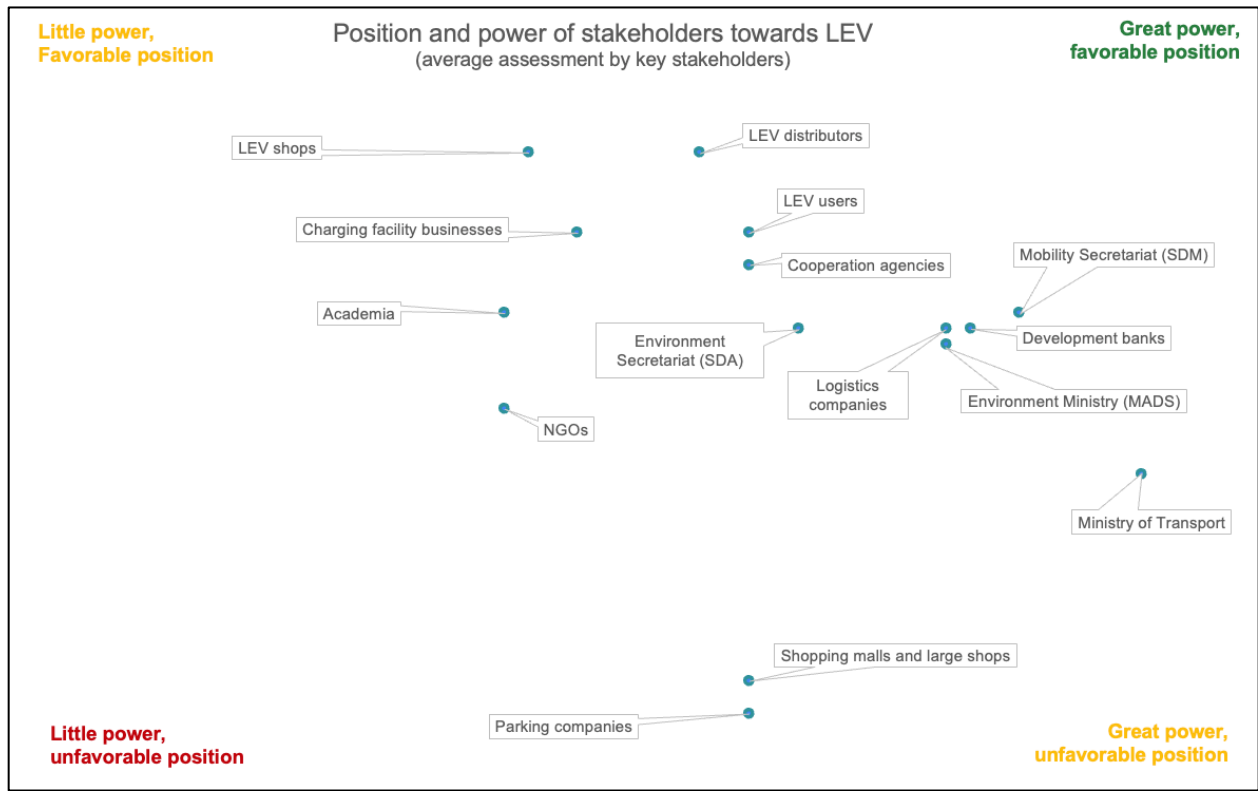 Little power,
Favorable position
Position and power of stakeholders towards LEV
(average assessment by key stakeholders)
Great power,
favorable position
LEV shops
LEV distributors
LEV users
Charging facility businesses
Cooperation agencies
Mobility Secretariat (SDM)
Academia
Environment
Secretariat (SDA)
Development banks
Logistics
companies
Environment Ministry (MADS)
NGOs
Ministry of Transport
Shopping malls and large shops
Parking companies
Little power,
unfavorable position
Great power,
unfavorable position